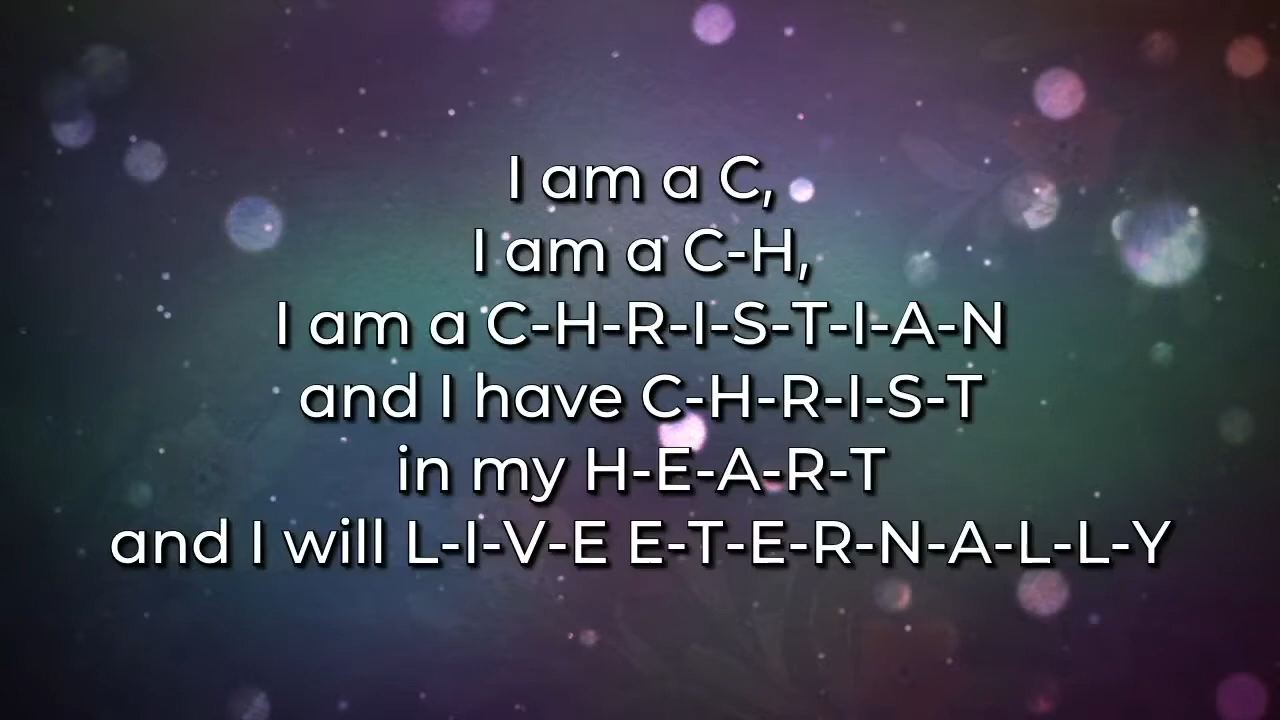 I am a C,
I am a C-H,
I am a C-H-R-I-S-T-I-A-N
and I have C-H-R-I-S-T
in my H-E-A-R-T
and I will L-I-V-E E-T-E-R-N-A-L-L-Y